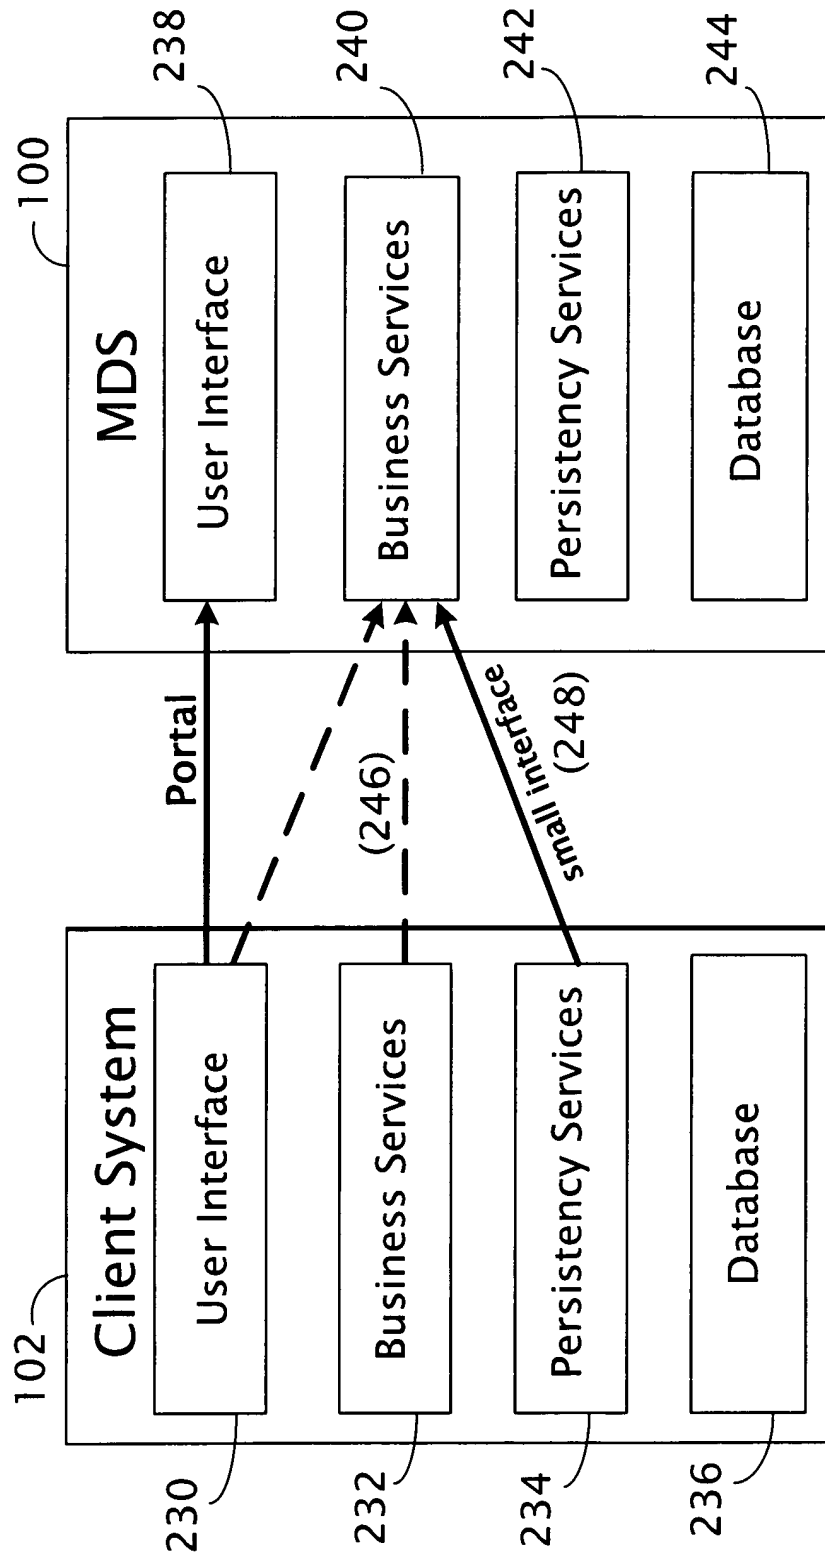 102
100
Client System
MDS
230
User Interface
Portal
User Interface
238
232
Business Services
(246)
Business Services
240
234
Persistency Services
small interface
(248)
Persistency Services
242
236
Database
Database
244